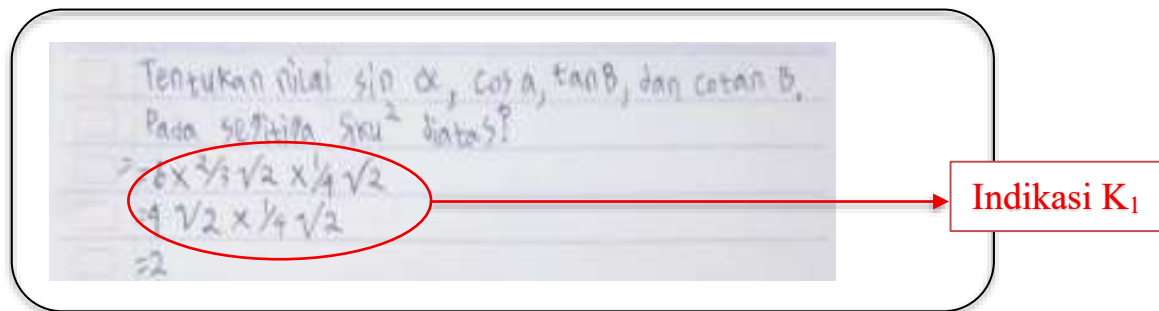 Tentukan nilai sin α, cos α, tan B, dan cotan B.
Pada segitiga siku² diatas?
= 6 x 2/3 √2 x 1/4 √2
=4 √2 x 1/4 √2
=2
Indikasi K₁